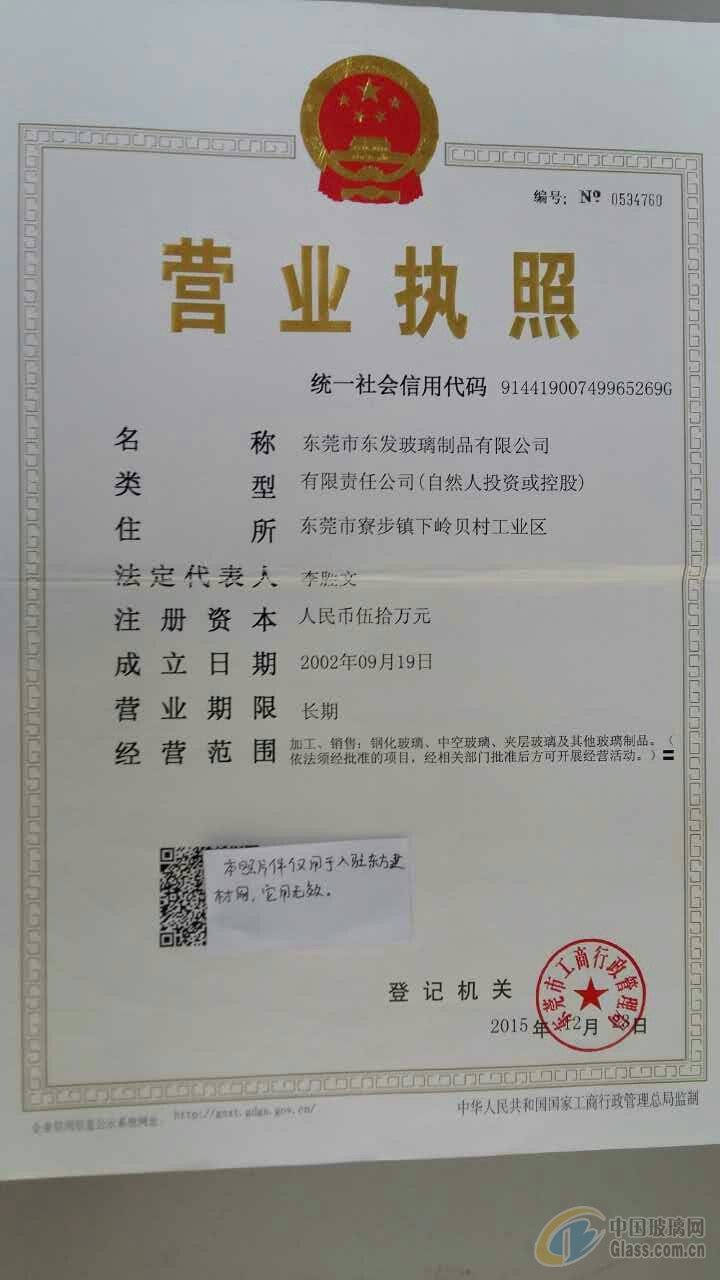 编号: Nº 0534760
营业执照
统一社会信用代码 91441900749965269G
名称 东莞市东发玻璃制品有限公司
类型 有限责任公司(自然人投资或控股)
住所 东莞市寮步镇下岭贝村工业区
法定代表人 李胜文
注册资本 人民币伍拾万元
成立日期 2002年09月19日
营业期限 长期
经营范围 加工、销售：钢化玻璃、中空玻璃、夹层玻璃及其他玻璃制品。（
依法须经批准的项目，经相关部门批准后方可开展经营活动。）〓
本照片件仅用于入驻东方建
材网，它用无效。
登记机关
东莞市工商行政管理局
2015年12月28日
企业信用信息公示系统网址: http://gsxt.gdgs.gov.cn/
中华人民共和国国家工商行政管理总局监制
中国玻璃网
Glass.com.cn